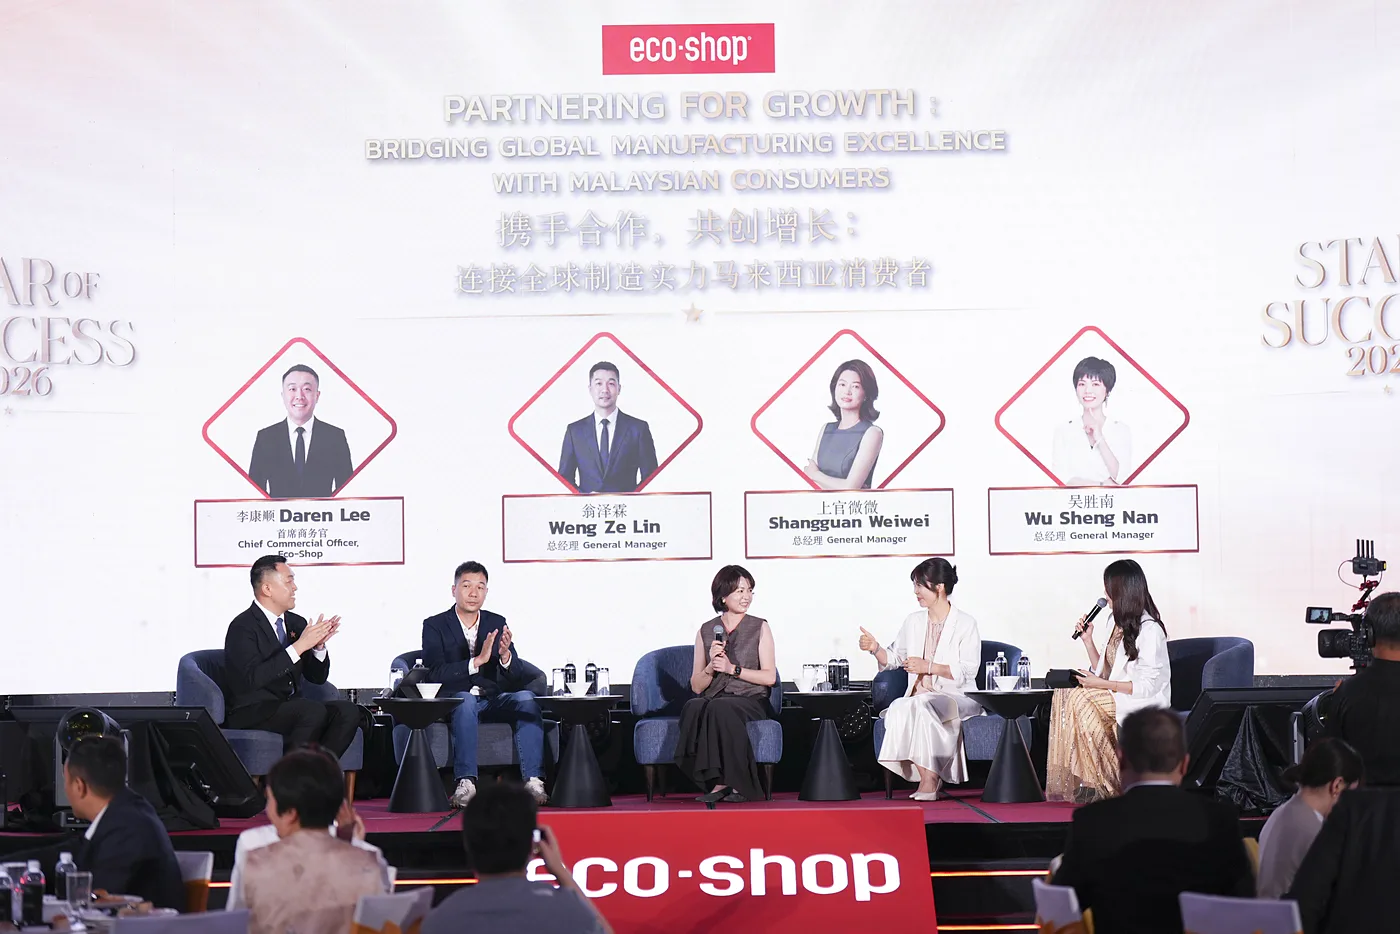 eco-shop
PARTNERING FOR GROWTH :
BRIDGING GLOBAL MANUFACTURING EXCELLENCE
WITH MALAYSIAN CONSUMERS
携手合作，共创增长：
连接全球制造实力马来西亚消费者
AR OF
CESS
026
STA
SUCC
202
李康顺 Daren Lee
首席商务官
Chief Commercial Officer,
Eco-Shop
翁泽霖
Weng Ze Lin
总经理 General Manager
上官微微
Shangguan Weiwei
总经理 General Manager
吴胜南
Wu Sheng Nan
总经理 General Manager
7
eco-shop